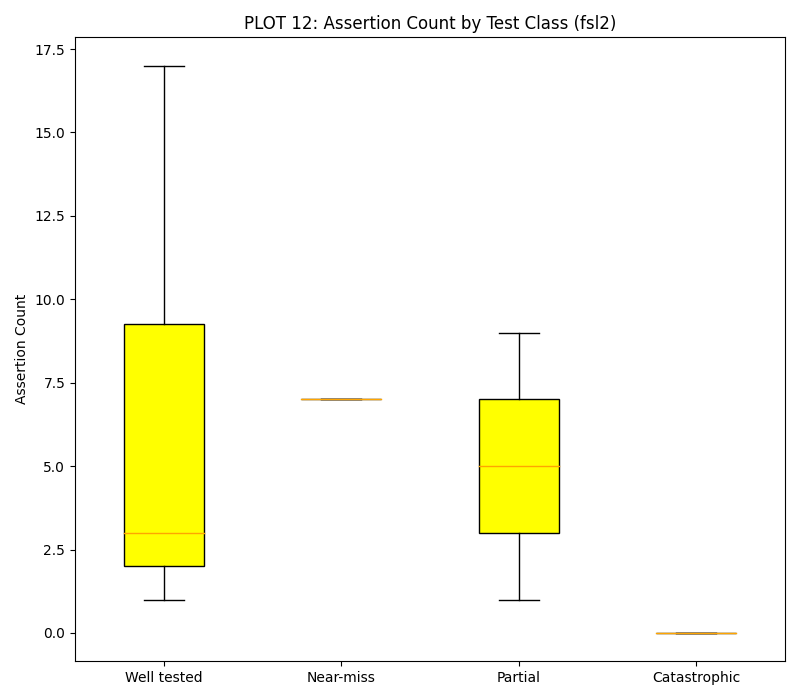 PLOT 12: Assertion Count by Test Class (fsl2)
17.5
15.0
12.5
10.0
7.5
5.0
2.5
0.0
Assertion Count
Well tested
Near-miss
Partial
Catastrophic